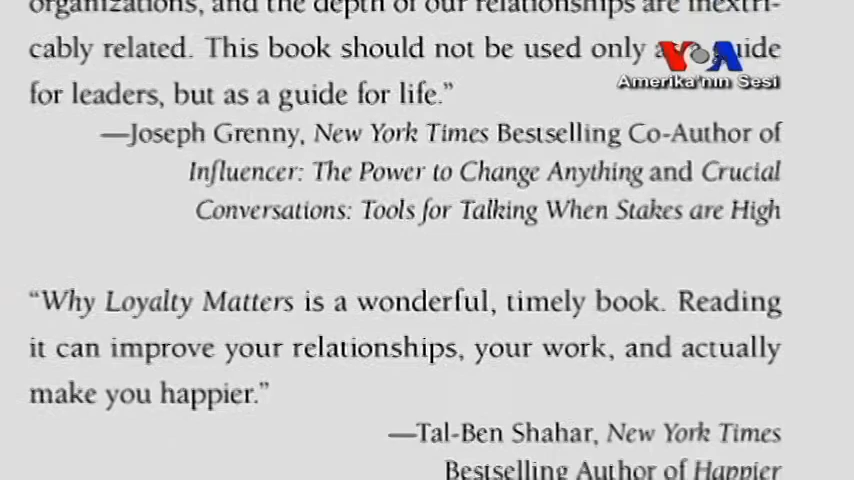 organizations, and the depth of our relationships are inextri-
cably related. This book should not be used only as a guide
for leaders, but as a guide for life.”
—Joseph Grenny, New York Times Bestselling Co-Author of
Influencer: The Power to Change Anything and Crucial
Conversations: Tools for Talking When Stakes are High
“Why Loyalty Matters is a wonderful, timely book. Reading
it can improve your relationships, your work, and actually
make you happier.”
—Tal-Ben Shahar, New York Times
Bestselling Author of Happier
VOA
Amerika'nın Sesi